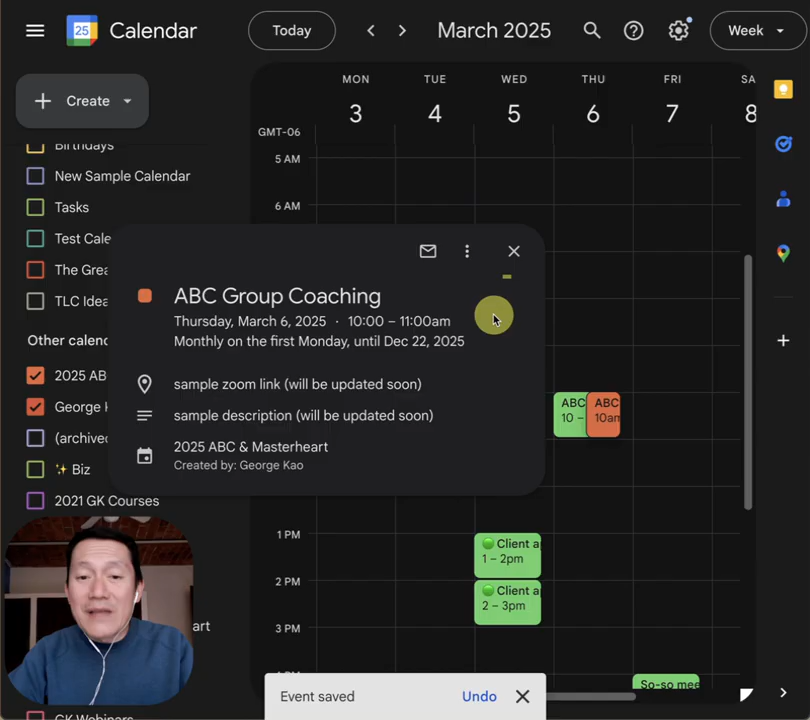 25 Calendar Today March 2025 Week
Create
MON TUE WED THU FRI SA
3 4 5 6 7 8
GMT-06
Birthdays
5 AM
New Sample Calendar
6 AM
Tasks
Test Cale
The Grea
TLC Idea
Other calend
2025 AB
George K
(archived
✨ Biz
2021 GK Courses
art
GK Webinars
ABC Group Coaching
Thursday, March 6, 2025 · 10:00 – 11:00am
Monthly on the first Monday, until Dec 22, 2025
sample zoom link (will be updated soon)
sample description (will be updated soon)
2025 ABC & Masterheart
Created by: George Kao
ABC ABC
10 – 10am
1 PM
Client a
1 – 2pm
2 PM
Client a
2 – 3pm
3 PM
So-so mee
Event saved Undo